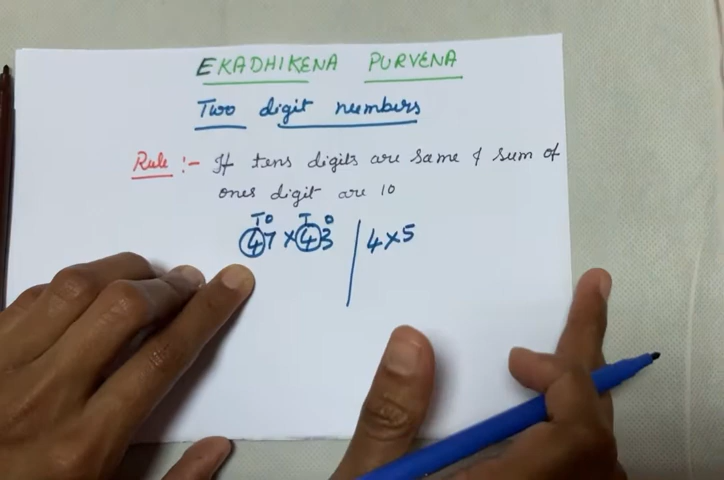 EKADHIKENA PURVENA
Two digit numbers
Rule :- If tens digits are same & sum of
ones digit are 10
T O T O
47 × 43 | 4 × 5